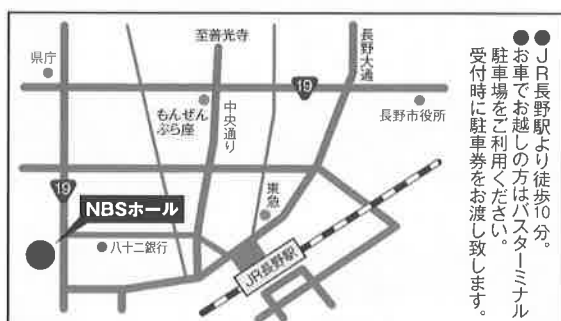 ●JR長野駅より徒歩10分。
●お車でお越しの方はバスターミナル
駐車場をご利用ください。
受付時に駐車券をお渡し致します。
県庁
至善光寺
長野大通
19
もんぜん
ぷら座
中央通り
長野市役所
19
NBSホール
東急
八十二銀行
JR長野駅